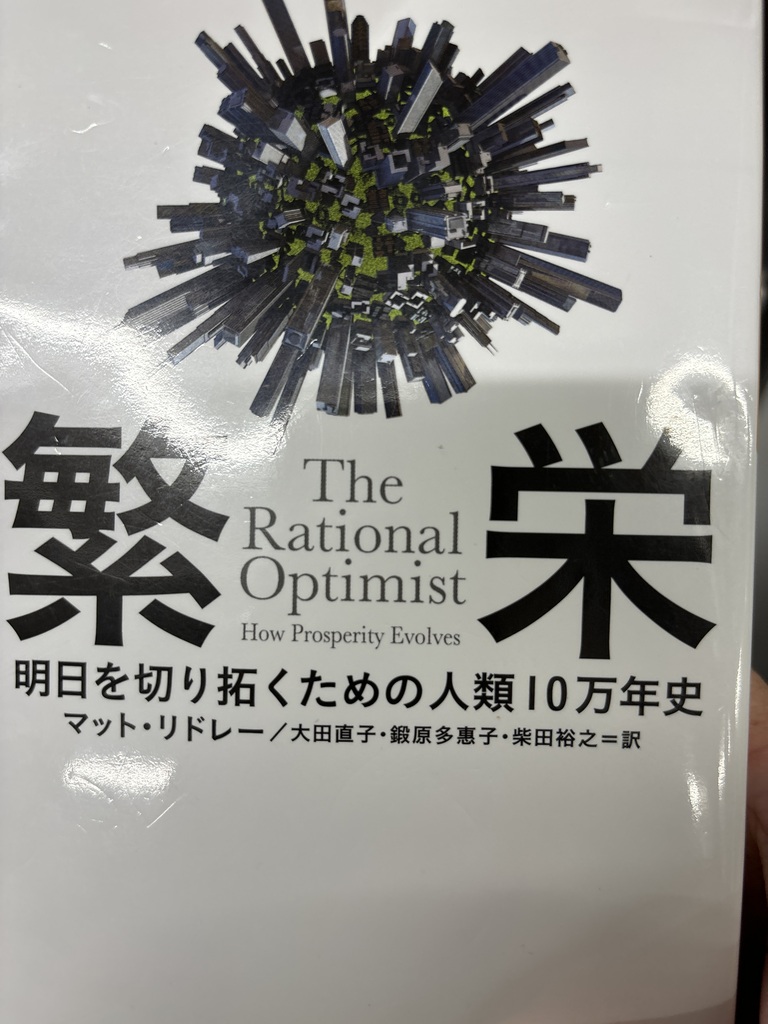 繁栄
The
Rational
Optimist
How Prosperity Evolves
明日を切り拓くための人類10万年史
マット・リドレー/大田直子・鍛原多惠子・柴田裕之=訳